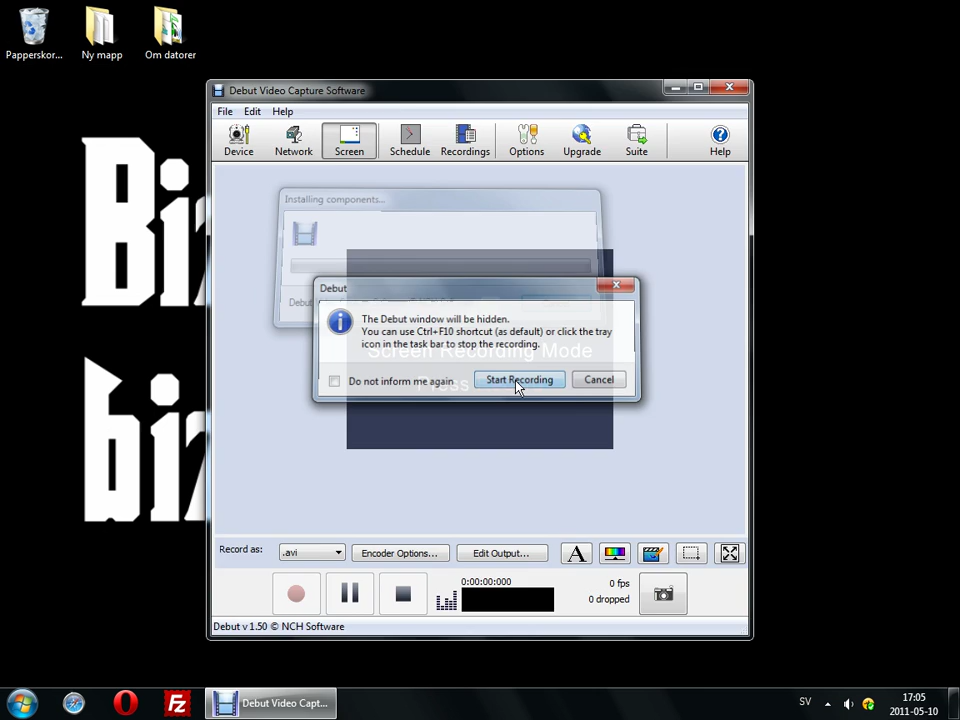 Papperskor...
Ny mapp
Om datorer
Debut Video Capture Software
File Edit Help
Device Network Screen Schedule Recordings Options Upgrade Suite Help
Installing components...
Debut
The Debut window will be hidden.
You can use Ctrl+F10 shortcut (as default) or click the tray
icon in the task bar to stop the recording.
Screen Recording Mode
Do not inform me again
Start Recording
Cancel
Press
Record as:
.avi
Encoder Options...
Edit Output...
A
0:00:00:000
0 fps
0 dropped
Debut v 1.50 © NCH Software
Fz
Debut Video Capt...
SV
17:05
2011-05-10